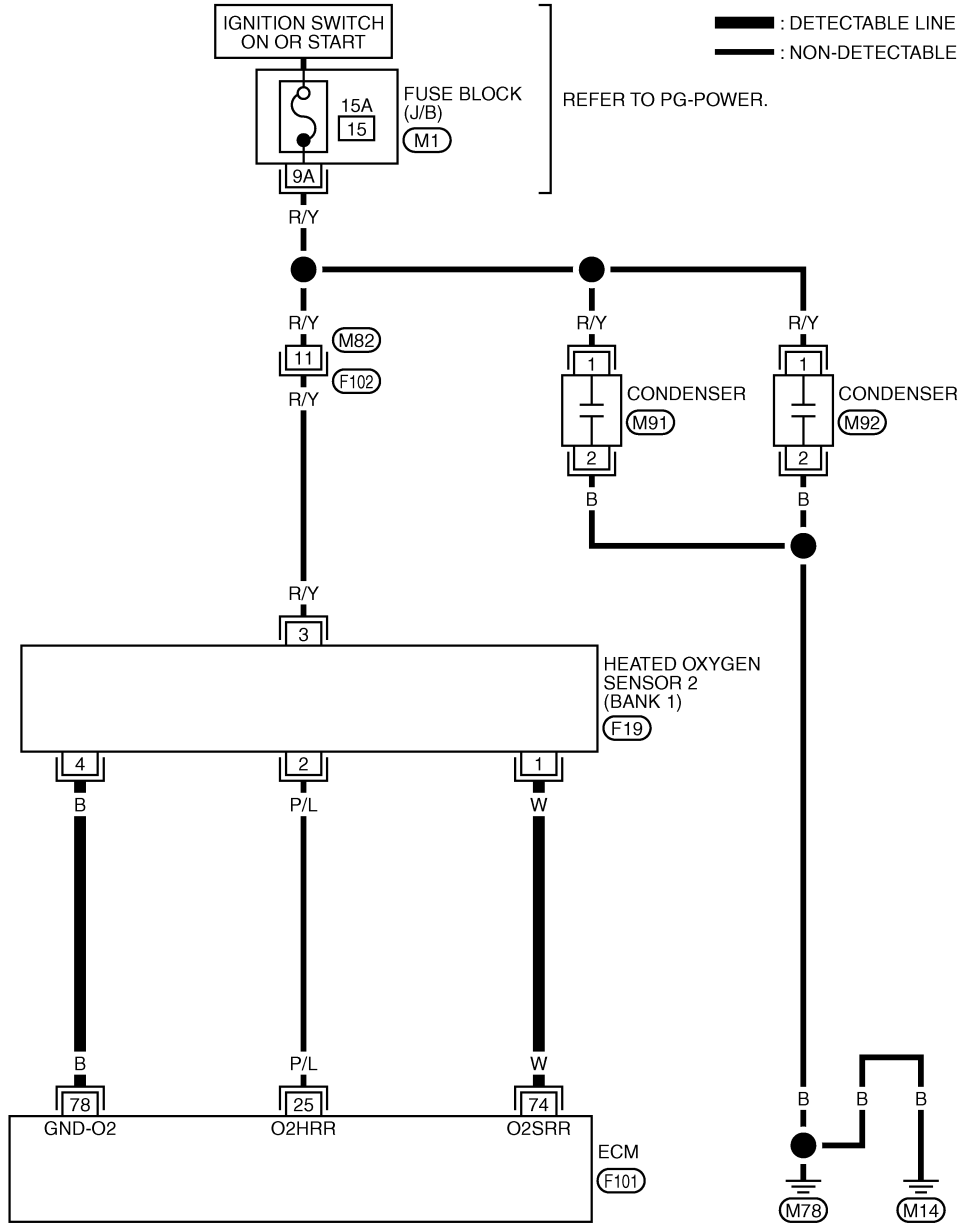 IGNITION SWITCH
ON OR START
: DETECTABLE LINE
: NON-DETECTABLE
FUSE BLOCK
(J/B)
M1
15A
15
REFER TO PG-POWER.
9A
R/Y
R/Y
R/Y
R/Y
M82
11
F102
R/Y
1
1
CONDENSER
M91
CONDENSER
M92
2
2
B
B
R/Y
3
HEATED OXYGEN
SENSOR 2
(BANK 1)
F19
4
2
1
B
P/L
W
B
P/L
W
B
B
B
78
25
74
GND-O2
O2HRR
O2SRR
ECM
F101
M78
M14